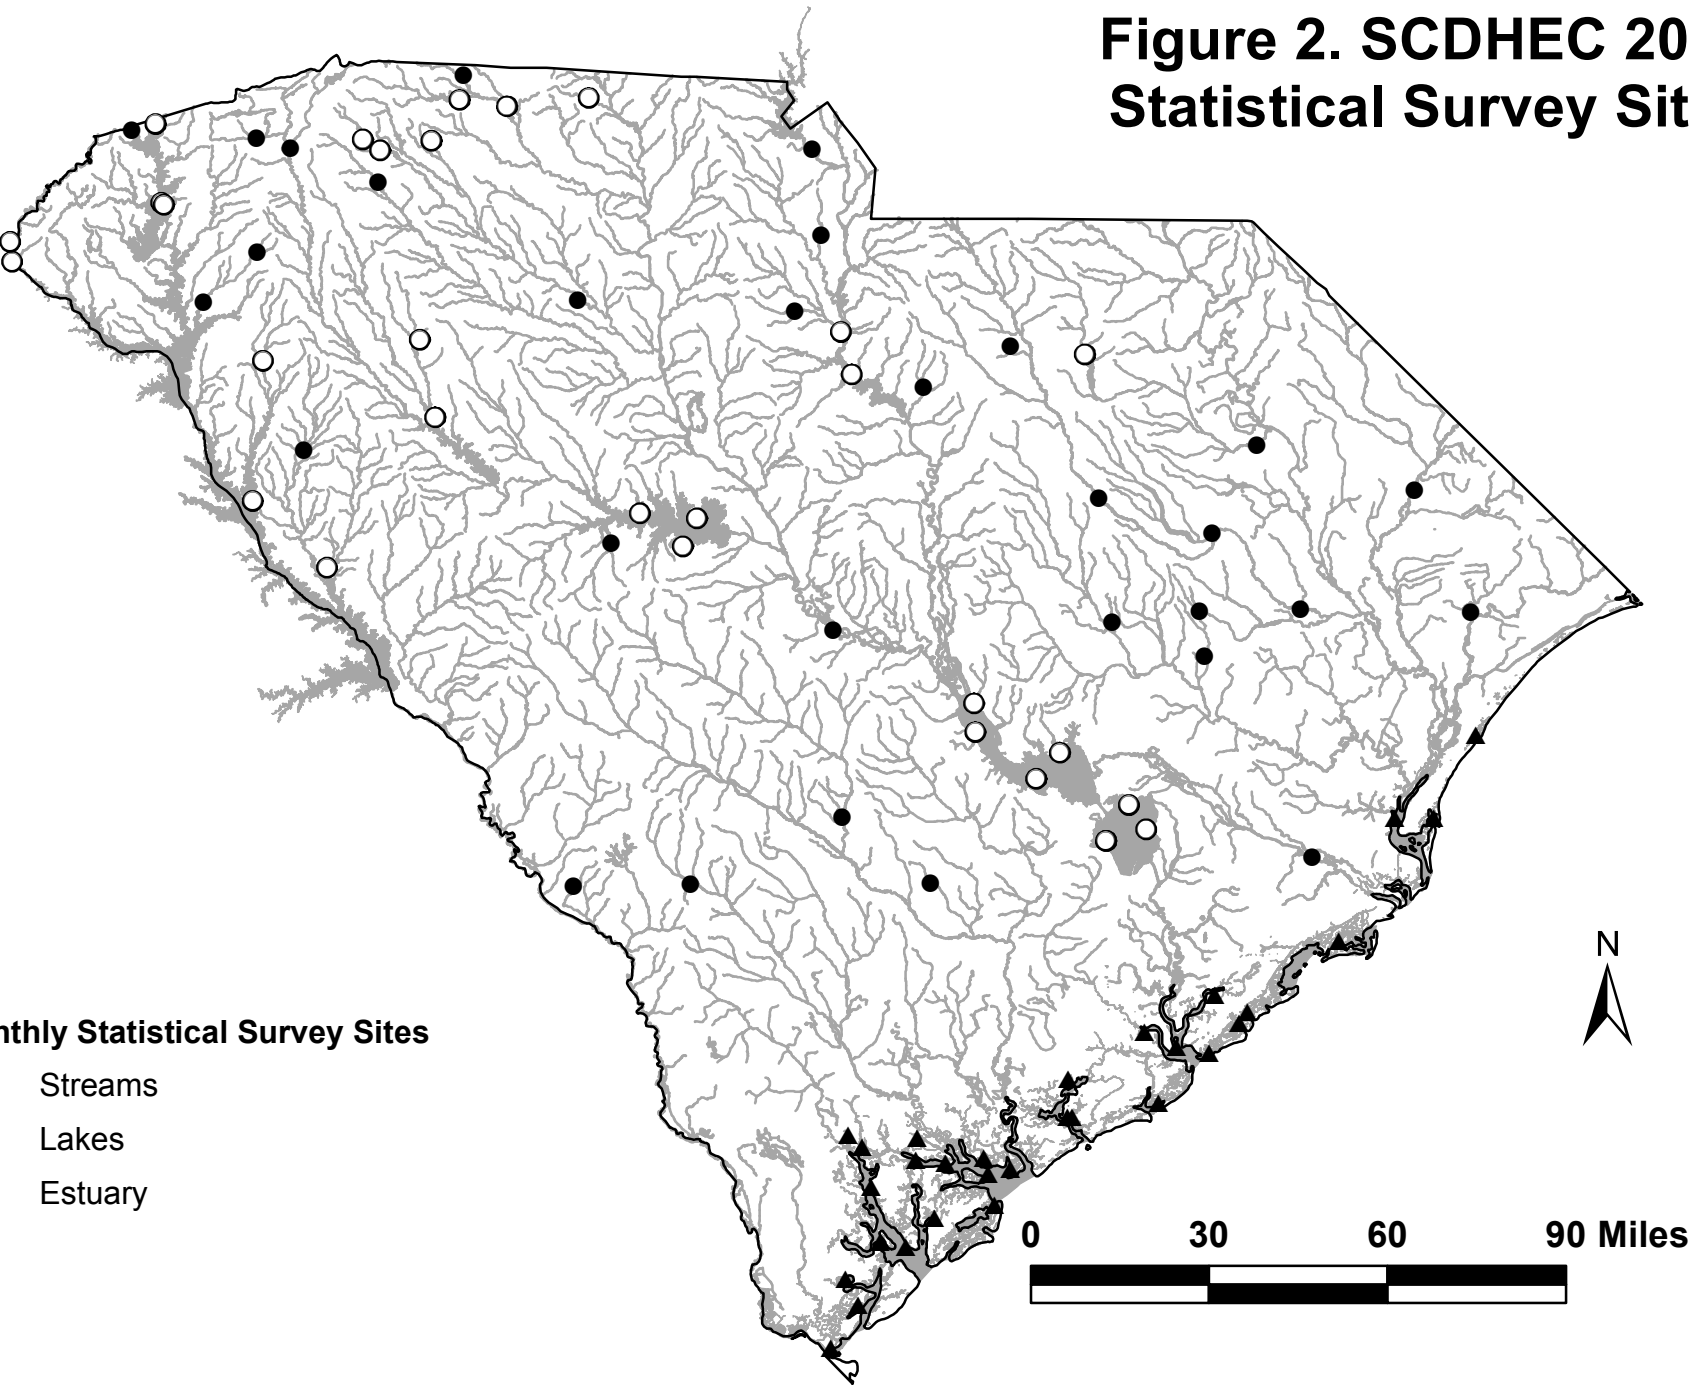 Figure 2. SCDHEC 20
Statistical Survey Sit
N
nthly Statistical Survey Sites
Streams
Lakes
Estuary
0 30 60 90 Miles